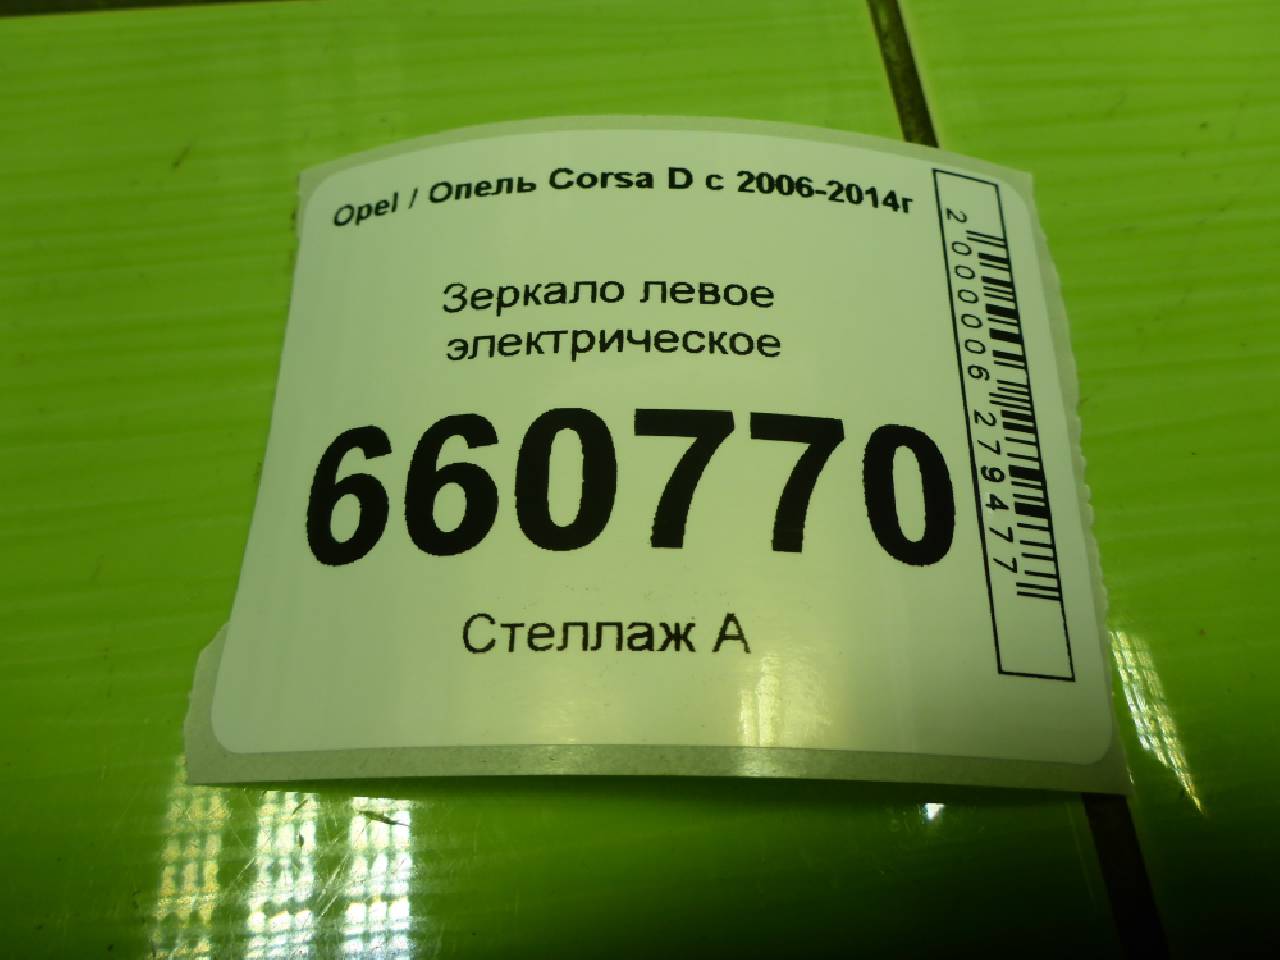 Opel / Опель Corsa D с 2006-2014г
Зеркало левое
электрическое
660770
Стеллаж А
2000006279477